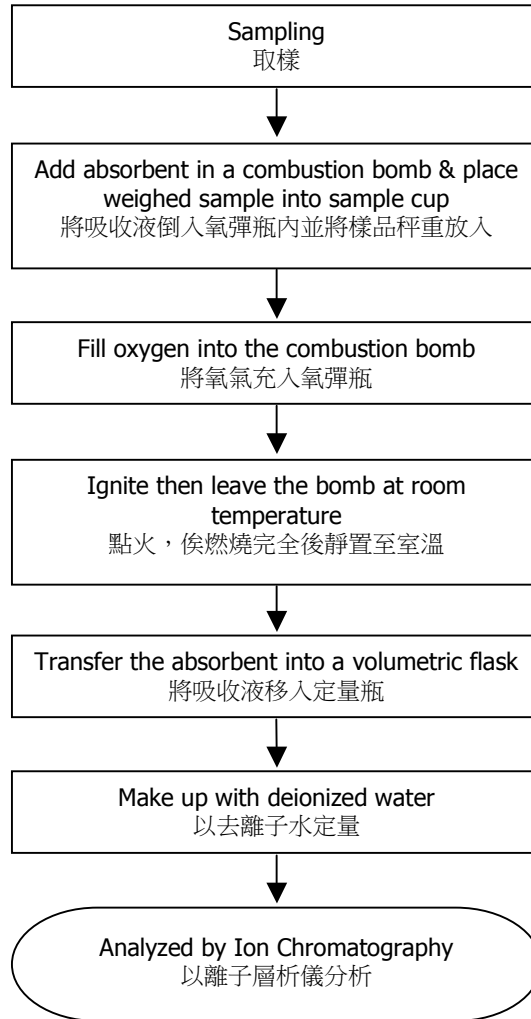 Sampling
取樣
Add absorbent in a combustion bomb & place
weighed sample into sample cup
將吸收液倒入氧彈瓶內並將樣品秤重放入
Fill oxygen into the combustion bomb
將氧氣充入氧彈瓶
Ignite then leave the bomb at room
temperature
點火，俟燃燒完全後靜置至室溫
Transfer the absorbent into a volumetric flask
將吸收液移入定量瓶
Make up with deionized water
以去離子水定量
Analyzed by Ion Chromatography
以離子層析儀分析